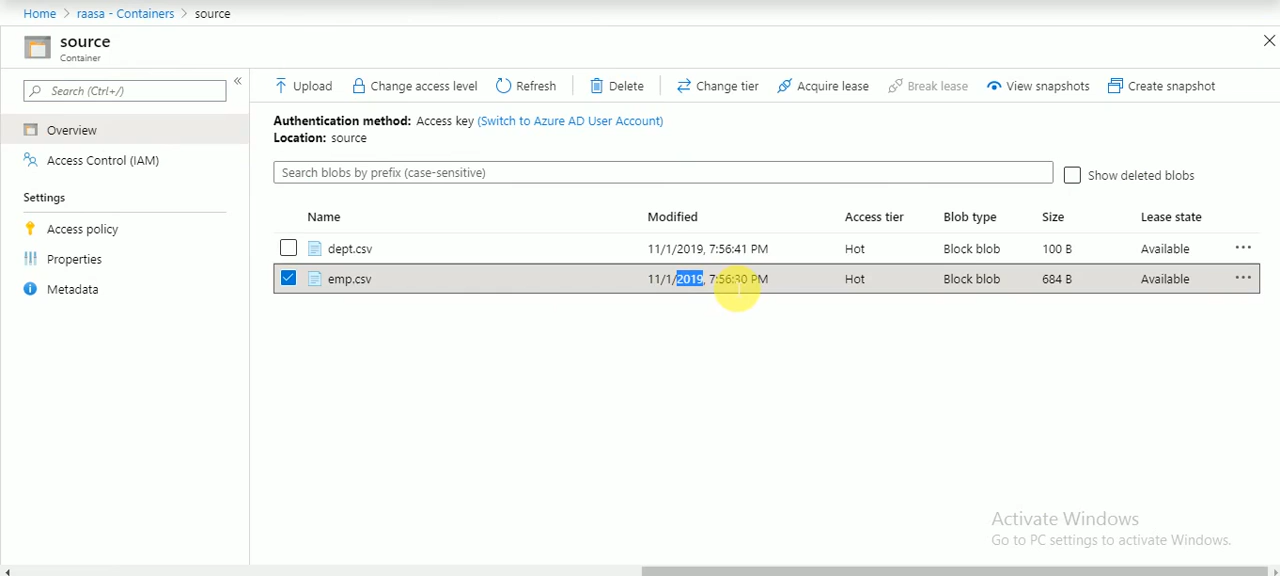 Home > raasa - Containers > source
source
Container
Search (Ctrl+/)
«
Overview
Access Control (IAM)
Settings
Access policy
Properties
Metadata
Upload Change access level Refresh Delete Change tier Acquire lease Break lease View snapshots Create snapshot
Authentication method: Access key (Switch to Azure AD User Account)
Location: source
Search blobs by prefix (case-sensitive) Show deleted blobs
Name Modified Access tier Blob type Size Lease state
dept.csv 11/1/2019, 7:56:41 PM Hot Block blob 100 B Available ...
emp.csv 11/1/2019, 7:56:30 PM Hot Block blob 684 B Available ...
Activate Windows
Go to PC settings to activate Windows.